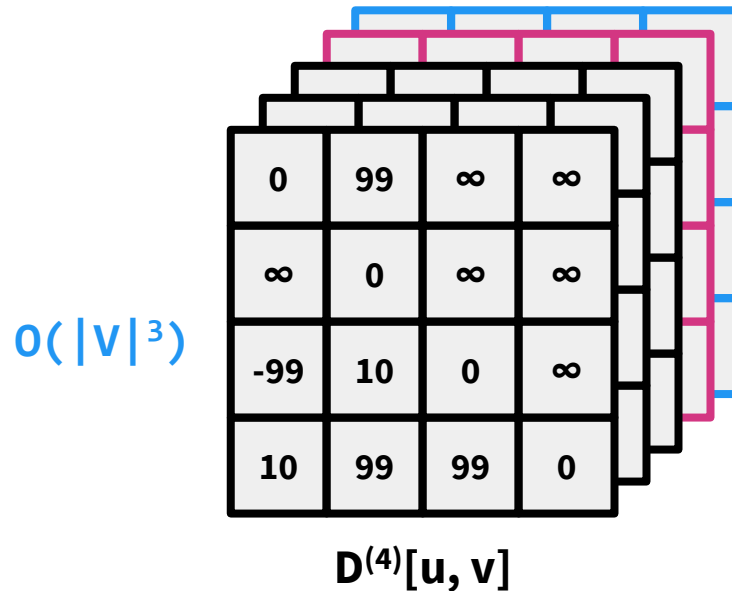 0 99 ∞ ∞
∞ 0 ∞ ∞
O(|V|³)
-99 10 0 ∞
10 99 99 0
D⁽⁴⁾[u, v]